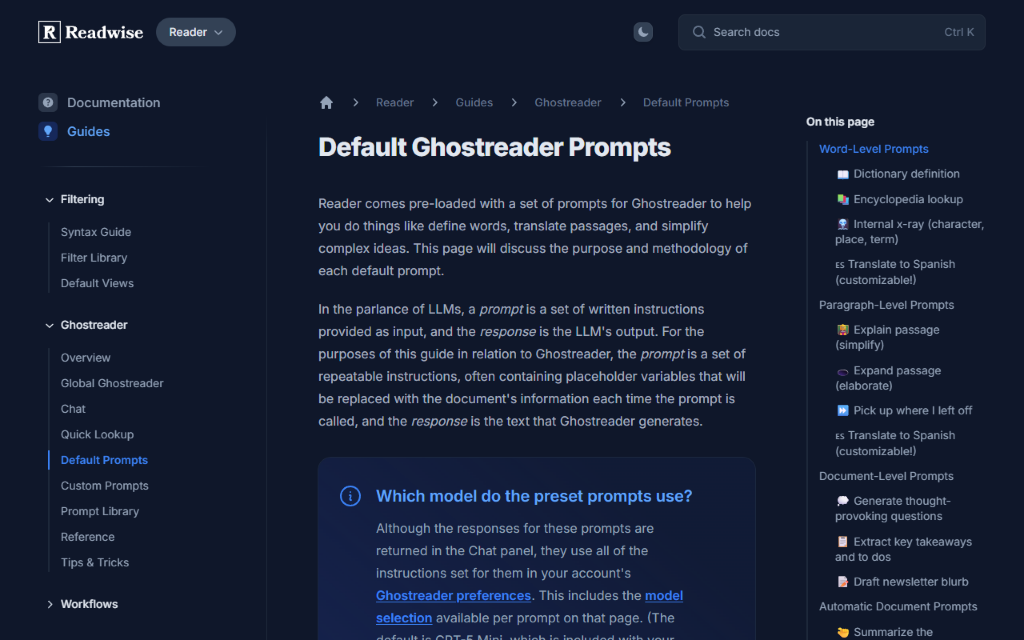 R Readwise
Reader
Search docs
Ctrl K
Documentation
Guides
Filtering
Syntax Guide
Filter Library
Default Views
Ghostreader
Overview
Global Ghostreader
Chat
Quick Lookup
Default Prompts
Custom Prompts
Prompt Library
Reference
Tips & Tricks
Workflows
Reader
Guides
Ghostreader
Default Prompts
Default Ghostreader Prompts
Reader comes pre-loaded with a set of prompts for Ghostreader to help
you do things like define words, translate passages, and simplify
complex ideas. This page will discuss the purpose and methodology of
each default prompt.
In the parlance of LLMs, a prompt is a set of written instructions
provided as input, and the response is the LLM's output. For the
purposes of this guide in relation to Ghostreader, the prompt is a set of
repeatable instructions, often containing placeholder variables that will
be replaced with the document's information each time the prompt is
called, and the response is the text that Ghostreader generates.
Which model do the preset prompts use?
Although the responses for these prompts are
returned in the Chat panel, they use all of the
instructions set for them in your account's
Ghostreader preferences. This includes the model
selection available per prompt on that page. (The
default is GPT-5 Mini, which is included with your
On this page
Word-Level Prompts
Dictionary definition
Encyclopedia lookup
Internal x-ray (character,
place, term)
ES Translate to Spanish
(customizable!)
Paragraph-Level Prompts
Explain passage
(simplify)
Expand passage
(elaborate)
Pick up where I left off
ES Translate to Spanish
(customizable!)
Document-Level Prompts
Generate thought-
provoking questions
Extract key takeaways
and to dos
Draft newsletter blurb
Automatic Document Prompts
Summarize the